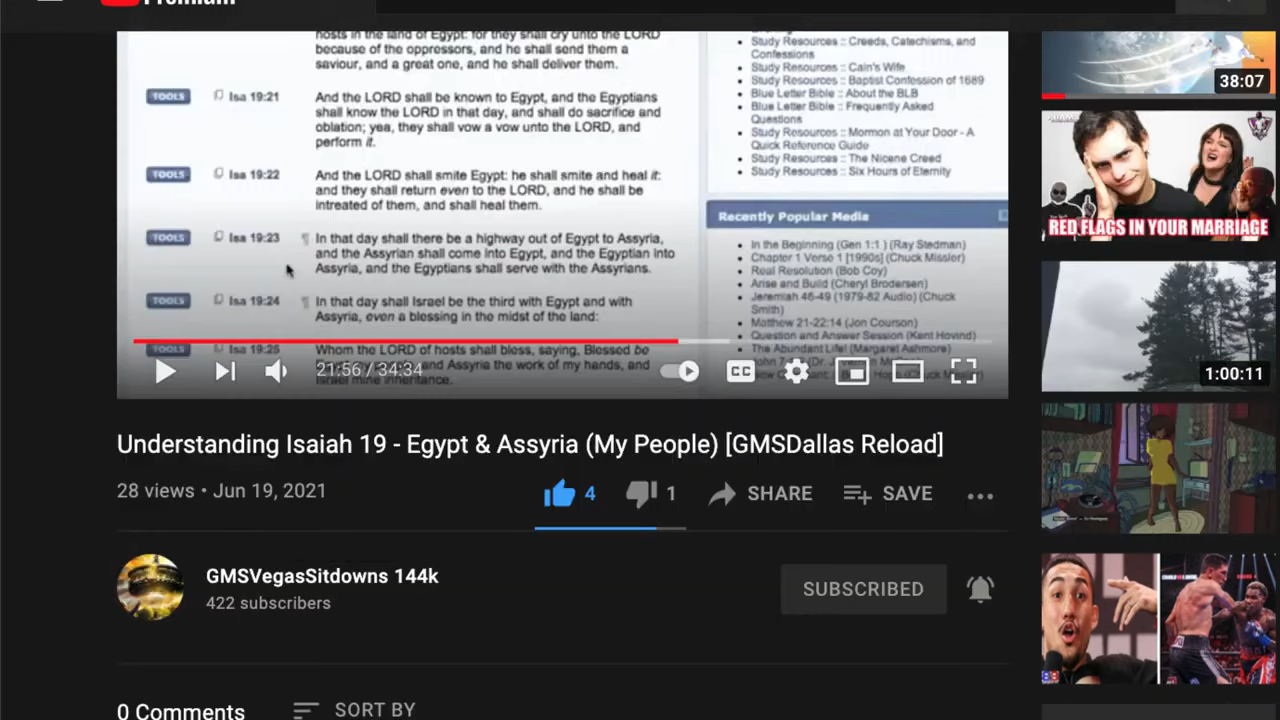 Premium
hosts in the land of Egypt: for they shall cry unto the LORD
because of the oppressors, and he shall send them a
saviour, and a great one, and he shall deliver them.
TOOLS Isa 19:21 And the LORD shall be known to Egypt, and the Egyptians
shall know the LORD in that day, and shall do sacrifice and
oblation; yea, they shall vow a vow unto the LORD, and
perform it.
TOOLS Isa 19:22 And the LORD shall smite Egypt: he shall smite and heal it:
and they shall return even to the LORD, and he shall be
intreated of them, and shall heal them.
TOOLS Isa 19:23 ¶ In that day shall there be a highway out of Egypt to Assyria,
and the Assyrian shall come into Egypt, and the Egyptian into
Assyria, and the Egyptians shall serve with the Assyrians.
TOOLS Isa 19:24 ¶ In that day shall Israel be the third with Egypt and with
Assyria, even a blessing in the midst of the land:
TOOLS Isa 19:25 Whom the LORD of hosts shall bless, saying, Blessed be
and Assyria the work of my hands, and
Israel mine inheritance.
Study Resources :: Creeds, Catechisms, and
Confessions
Study Resources :: Cain's Wife
Study Resources :: Baptist Confession of 1689
Blue Letter Bible :: About the BLB
Blue Letter Bible :: Frequently Asked
Questions
Study Resources :: Mormon at Your Door - A
Quick Reference Guide
Study Resources :: The Nicene Creed
Study Resources :: Six Hours of Eternity
Recently Popular Media
In the Beginning (Gen 1:1 ) (Ray Stedman)
Chapter 1 Verse 1 [1990s] (Chuck Missler)
Real Resolution (Bob Coy)
Arise and Build (Cheryl Brodersen)
Jeremiah 46-49 (1979-82 Audio) (Chuck
Smith)
Matthew 21-22:14 (Jon Courson)
Question and Answer Session (Kent Hovind)
The Abundant Life! (Margaret Ashmore)
John 7
21:56 / 34:34
CC
Understanding Isaiah 19 - Egypt & Assyria (My People) [GMSDallas Reload]
28 views • Jun 19, 2021
4
1
SHARE
SAVE
GMSVegasSitdowns 144k
422 subscribers
SUBSCRIBED
0 Comments
SORT BY
38:07
RED FLAGS IN YOUR MARRIAGE
1:00:11